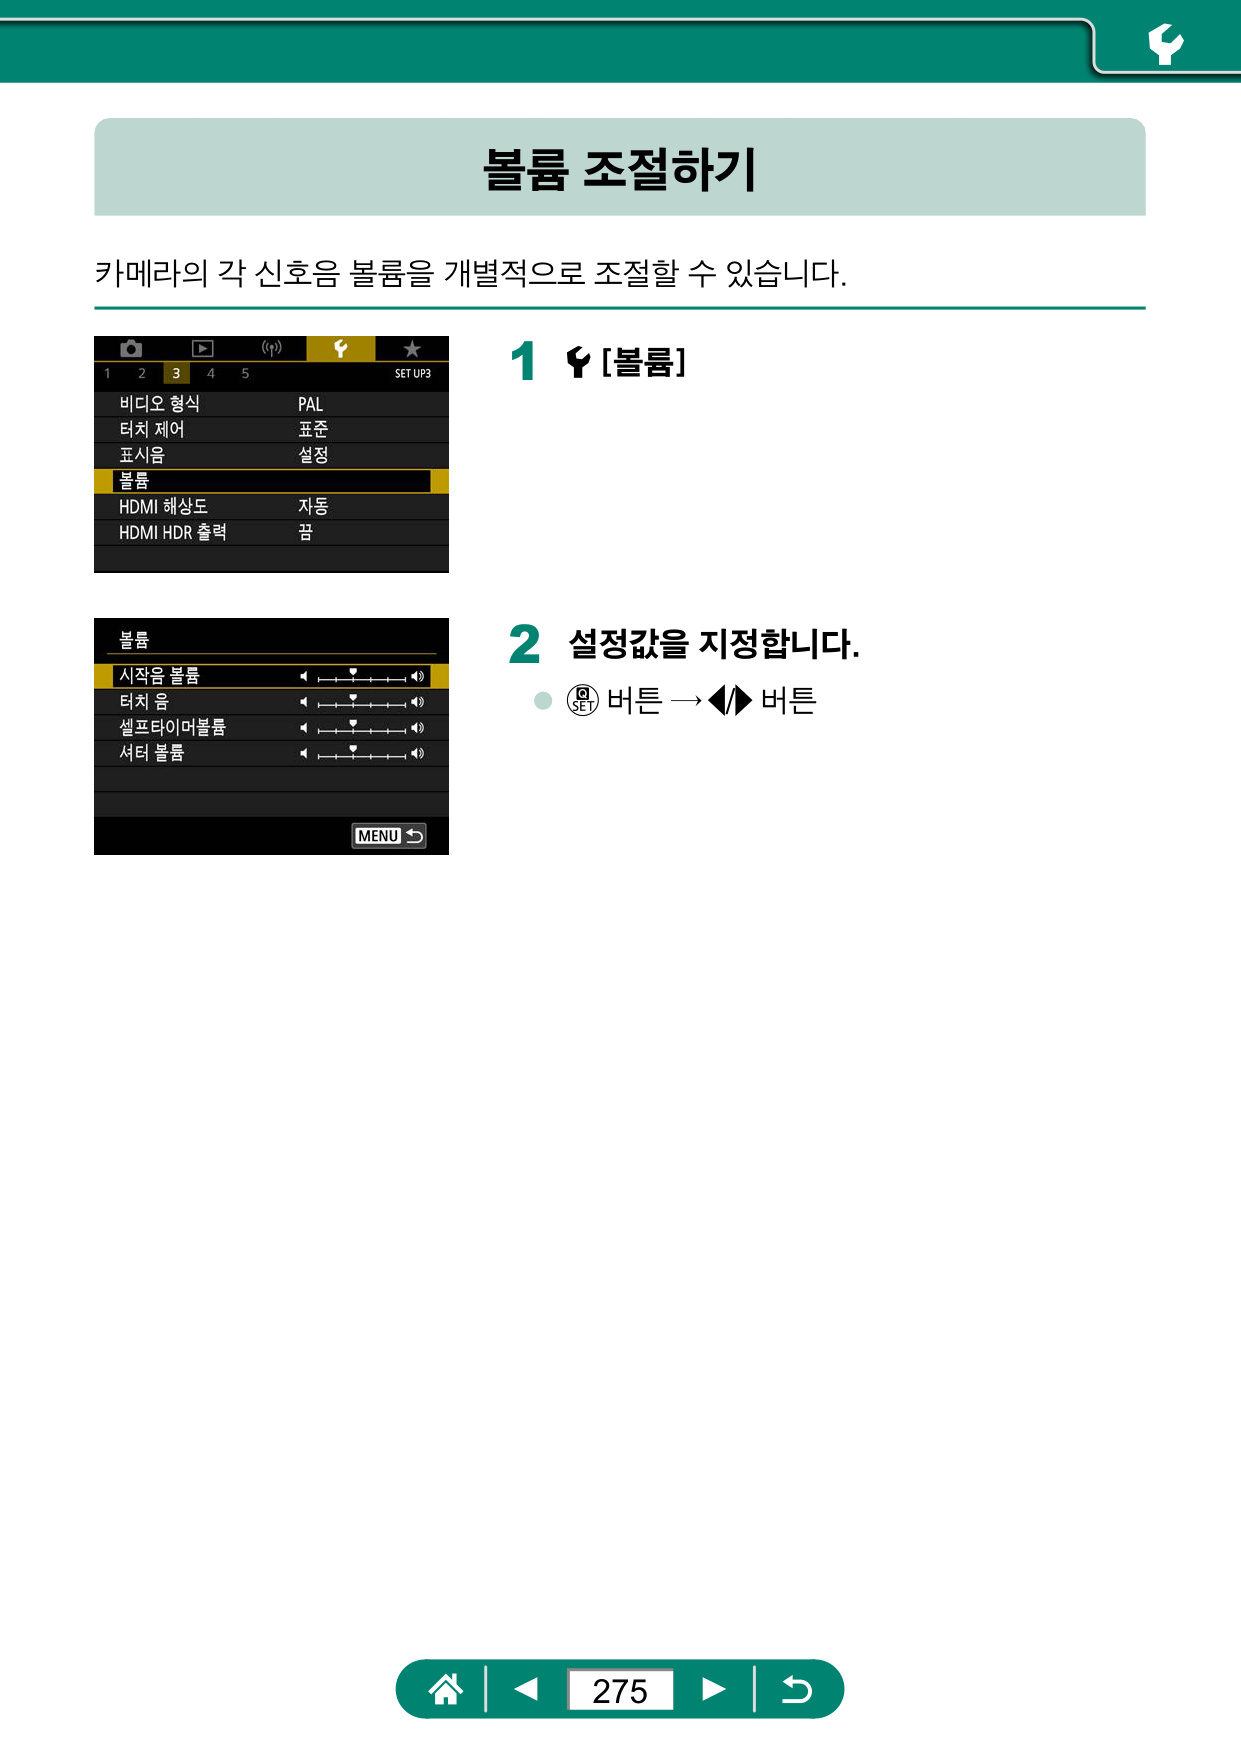 볼륨 조절하기
카메라의 각 신호음 볼륨을 개별적으로 조절할 수 있습니다.
1 2 3 4 5 SET UP3
비디오 형식 PAL
터치 제어 표준
표시음 설정
볼륨
HDMI 해상도 자동
HDMI HDR 출력 끔
1 [볼륨]
볼륨
시작음 볼륨
터치 음
셀프타이머볼륨
셔터 볼륨
MENU
2 설정값을 지정합니다.
Q SET 버튼 → ◀/▶ 버튼
275